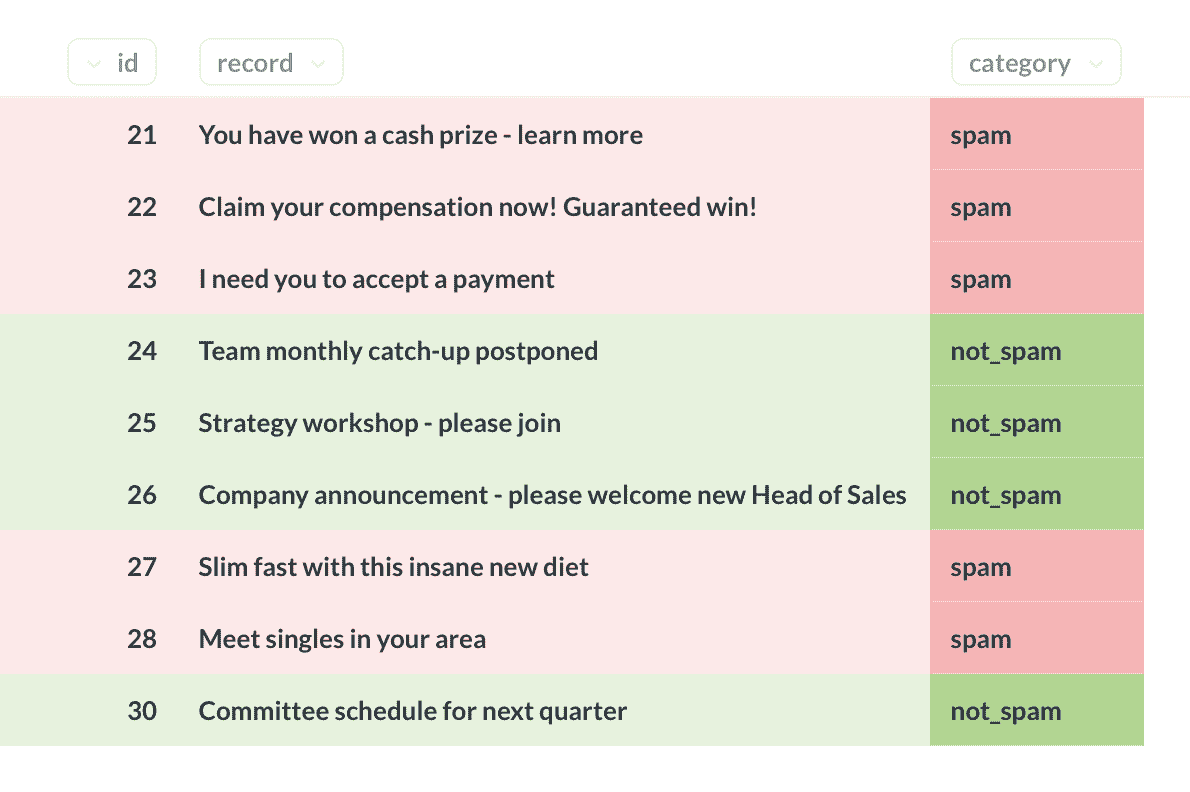 id record category
21 You have won a cash prize - learn more spam
22 Claim your compensation now! Guaranteed win! spam
23 I need you to accept a payment spam
24 Team monthly catch-up postponed not_spam
25 Strategy workshop - please join not_spam
26 Company announcement - please welcome new Head of Sales not_spam
27 Slim fast with this insane new diet spam
28 Meet singles in your area spam
30 Committee schedule for next quarter not_spam